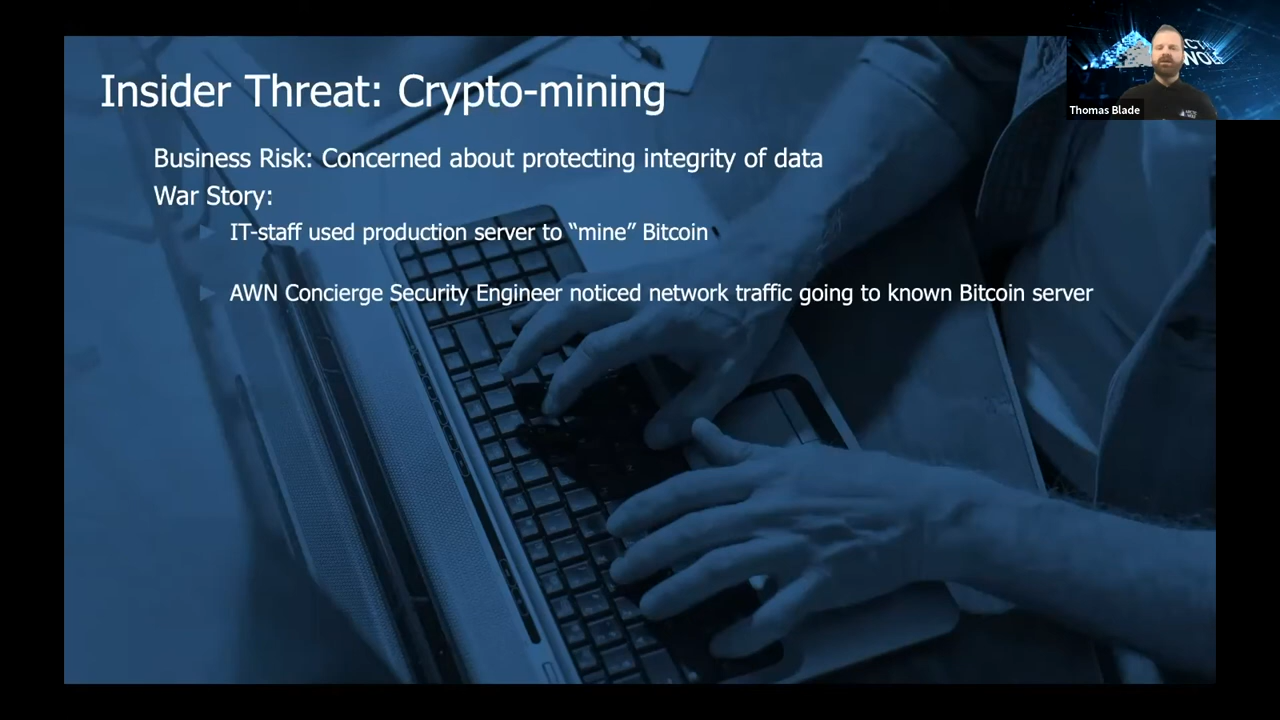 Insider Threat: Crypto-mining
Business Risk: Concerned about protecting integrity of data
War Story:
IT-staff used production server to “mine” Bitcoin
AWN Concierge Security Engineer noticed network traffic going to known Bitcoin server
Thomas Blade